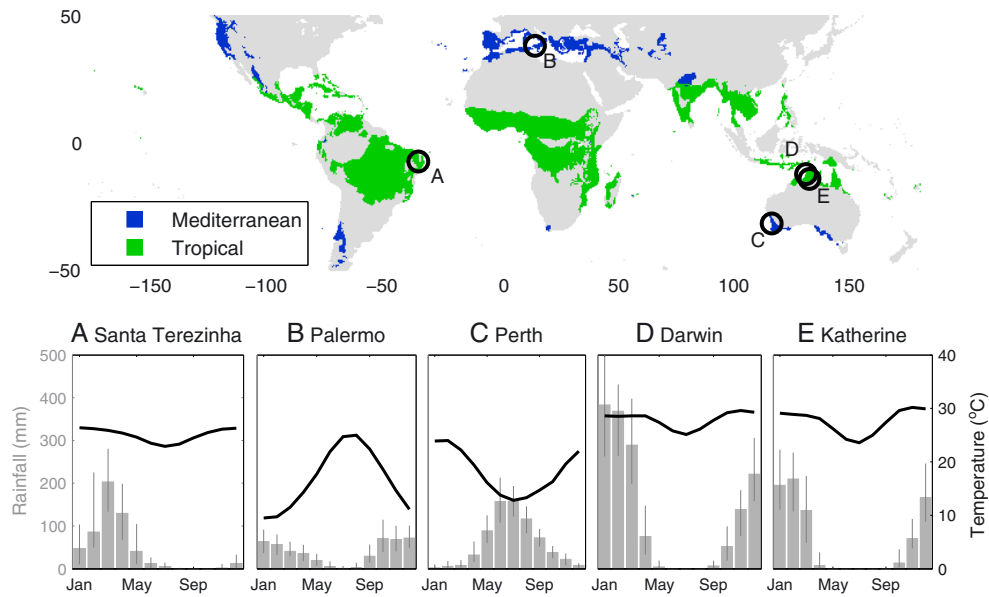 50
0
−50
−150 −100 −50 0 50 100 150
A
B
C
D
E
Mediterranean
Tropical
A Santa Terezinha B Palermo C Perth D Darwin E Katherine
Rainfall (mm)
500
400
300
200
100
0
40
30
20
10
0
Temperature (°C)
Jan May Sep Jan May Sep Jan May Sep Jan May Sep Jan May Sep